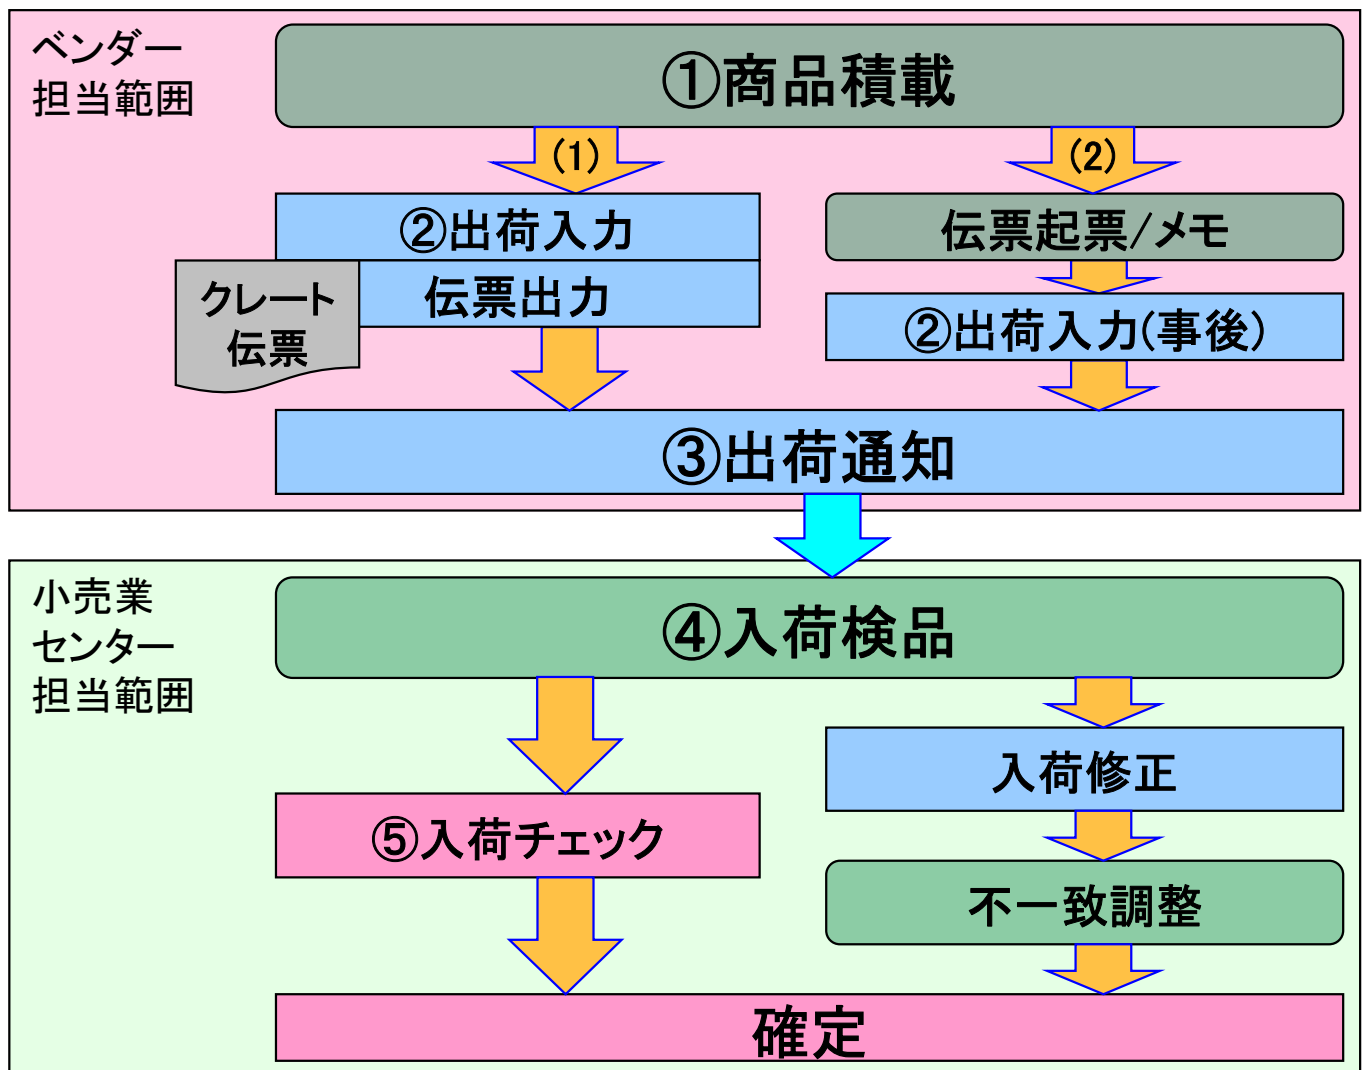 ベンダー
担当範囲
①商品積載
(1)
(2)
②出荷入力
伝票起票/メモ
クレート
伝票
伝票出力
②出荷入力(事後)
③出荷通知
小売業
センター
担当範囲
④入荷検品
入荷修正
⑤入荷チェック
不一致調整
確定